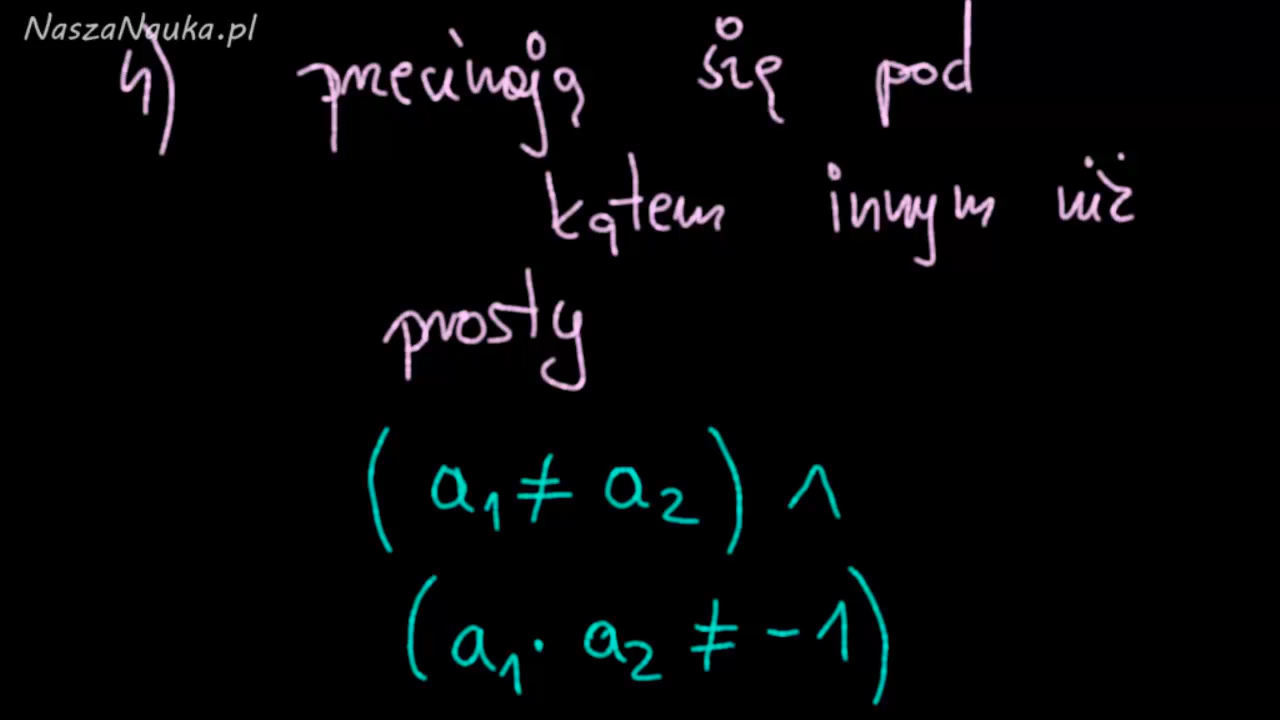 NaszaNauka.pl
4) przecinają się pod
kątem innym niż
prosty
(a₁ ≠ a₂) ∧
(a₁ · a₂ ≠ -1)